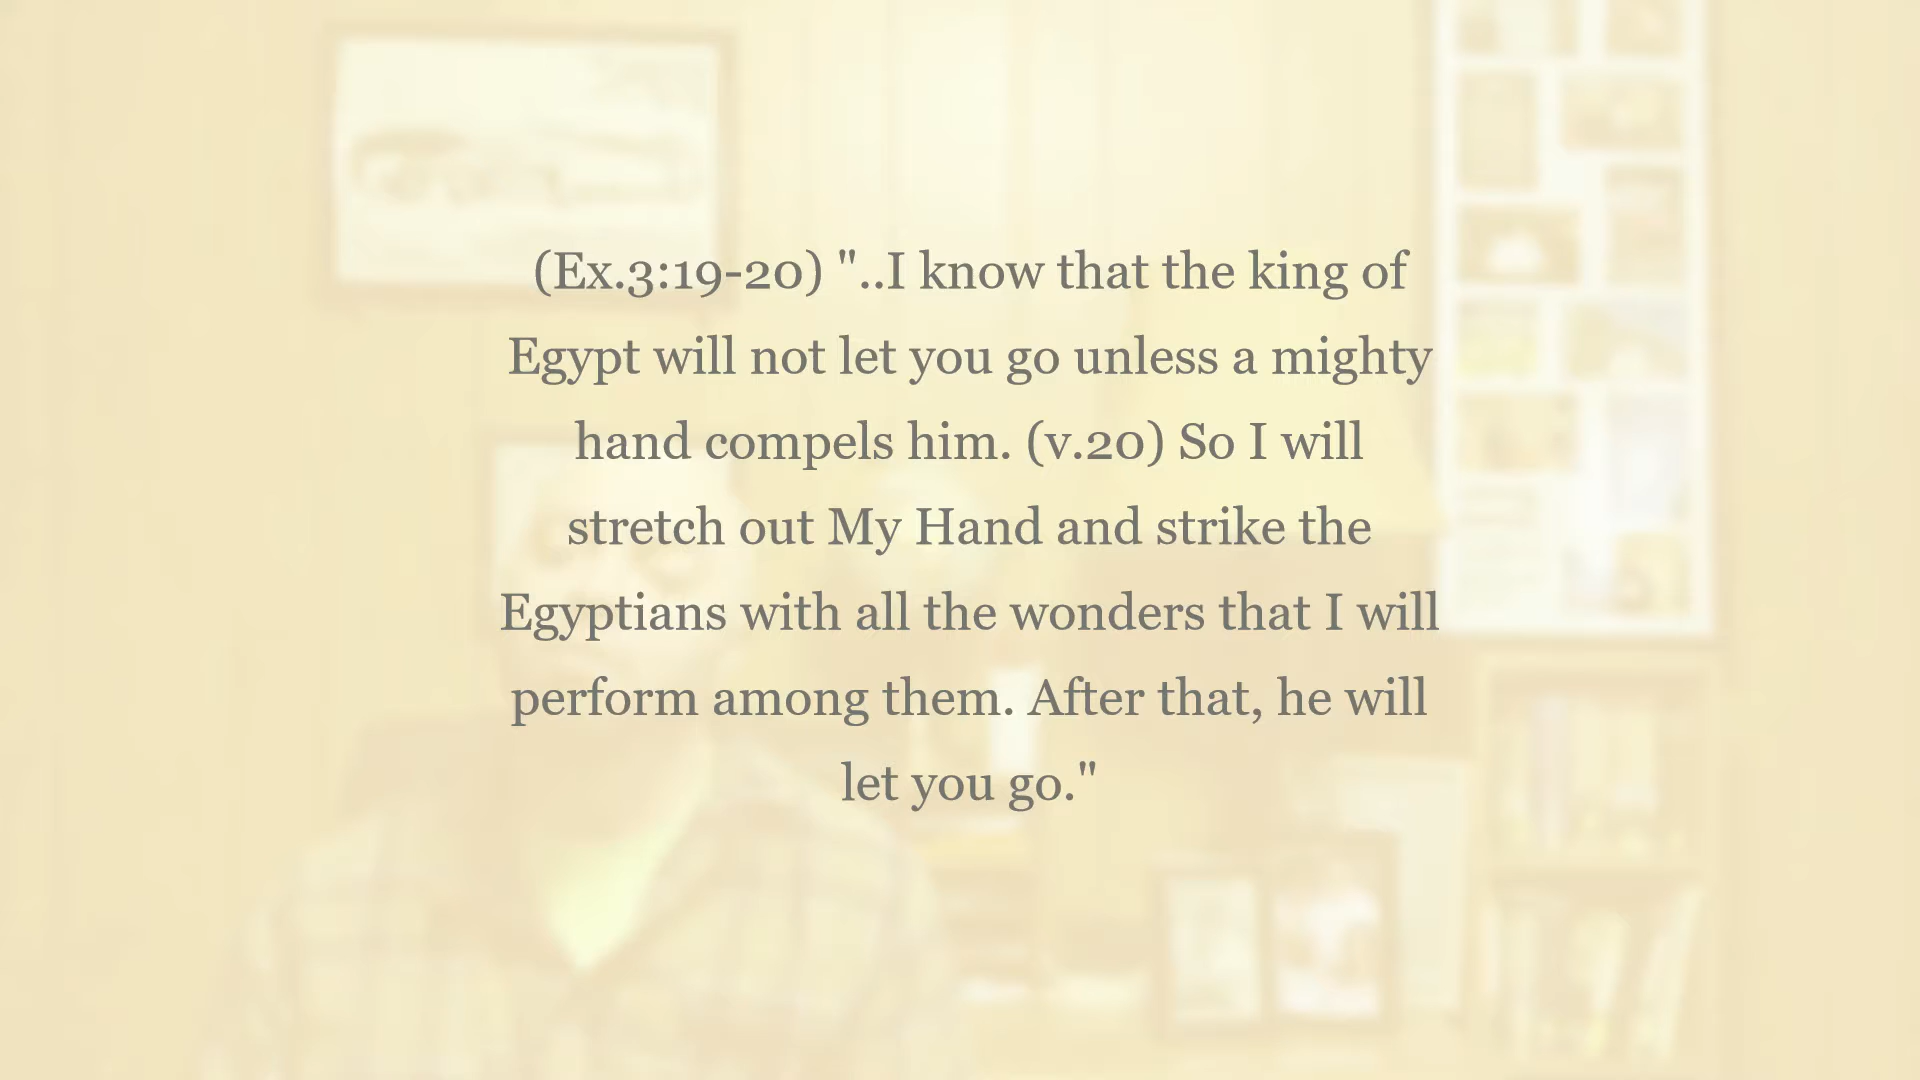 (Ex.3:19-20) "..I know that the king of
Egypt will not let you go unless a mighty
hand compels him. (v.20) So I will
stretch out My Hand and strike the
Egyptians with all the wonders that I will
perform among them. After that, he will
let you go."